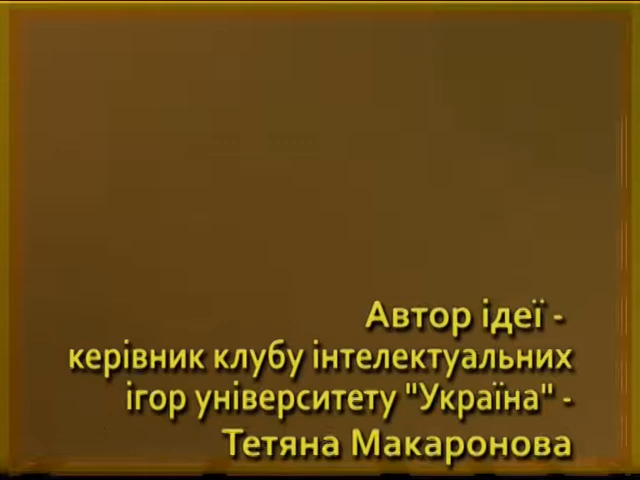 Автор ідеї -
керівник клубу інтелектуальних
ігор університету "Україна" -
Тетяна Макаронова